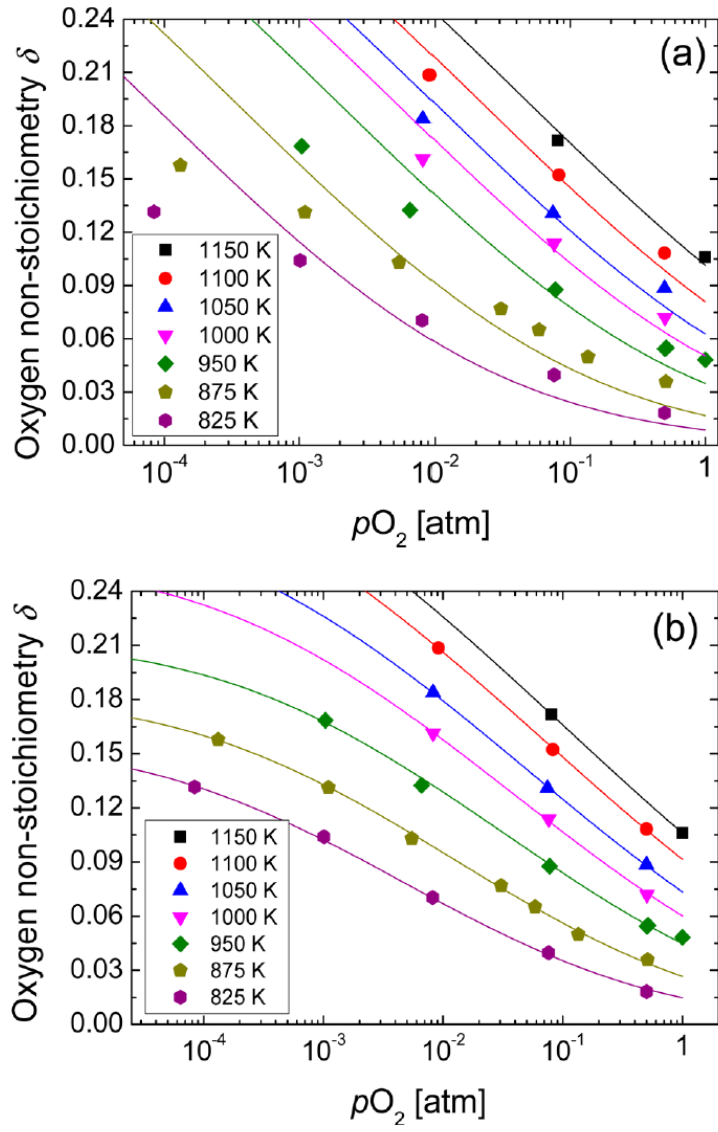 (a)
Oxygen non-stoichiometry δ
0.24
0.21
0.18
0.15
0.12
0.09
0.06
0.03
0.00
1150 K
1100 K
1050 K
1000 K
950 K
875 K
825 K
10⁻⁴
10⁻³
10⁻²
10⁻¹
1
pO₂ [atm]
(b)
Oxygen non-stoichiometry δ
0.24
0.21
0.18
0.15
0.12
0.09
0.06
0.03
0.00
1150 K
1100 K
1050 K
1000 K
950 K
875 K
825 K
10⁻⁴
10⁻³
10⁻²
10⁻¹
1
pO₂ [atm]